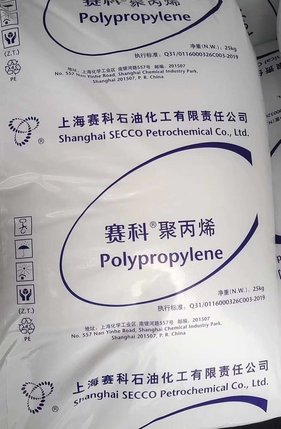 赛科®聚丙烯
Polypropylene
净重(N.W.): 25kg
执行标准: Q31/0116000326C003-2019
(Z.T.)
地址: 上海化学工业区 南银河路557号 邮编: 201507
No. 557 Nan Yinhe Road, Shanghai Chemical Industry Park,
Shanghai, 201507, P. R. China
PE
上海赛科石油化工有限责任公司
Shanghai SECCO Petrochemical Co., Ltd.
赛科®聚丙烯
Polypropylene
净重(N.W.): 25kg
执行标准: Q31/0116000326C003-2019
(Z.T.)
地址: 上海化学工业区 南银河路557号 邮编: 201507
No. 557 Nan Yinhe Road, Shanghai Chemical Industry Park,
Shanghai, 201507, P. R. China
PE
上海赛科石油化工有限责任公司
Shanghai SECCO Petrochemical Co., Ltd.